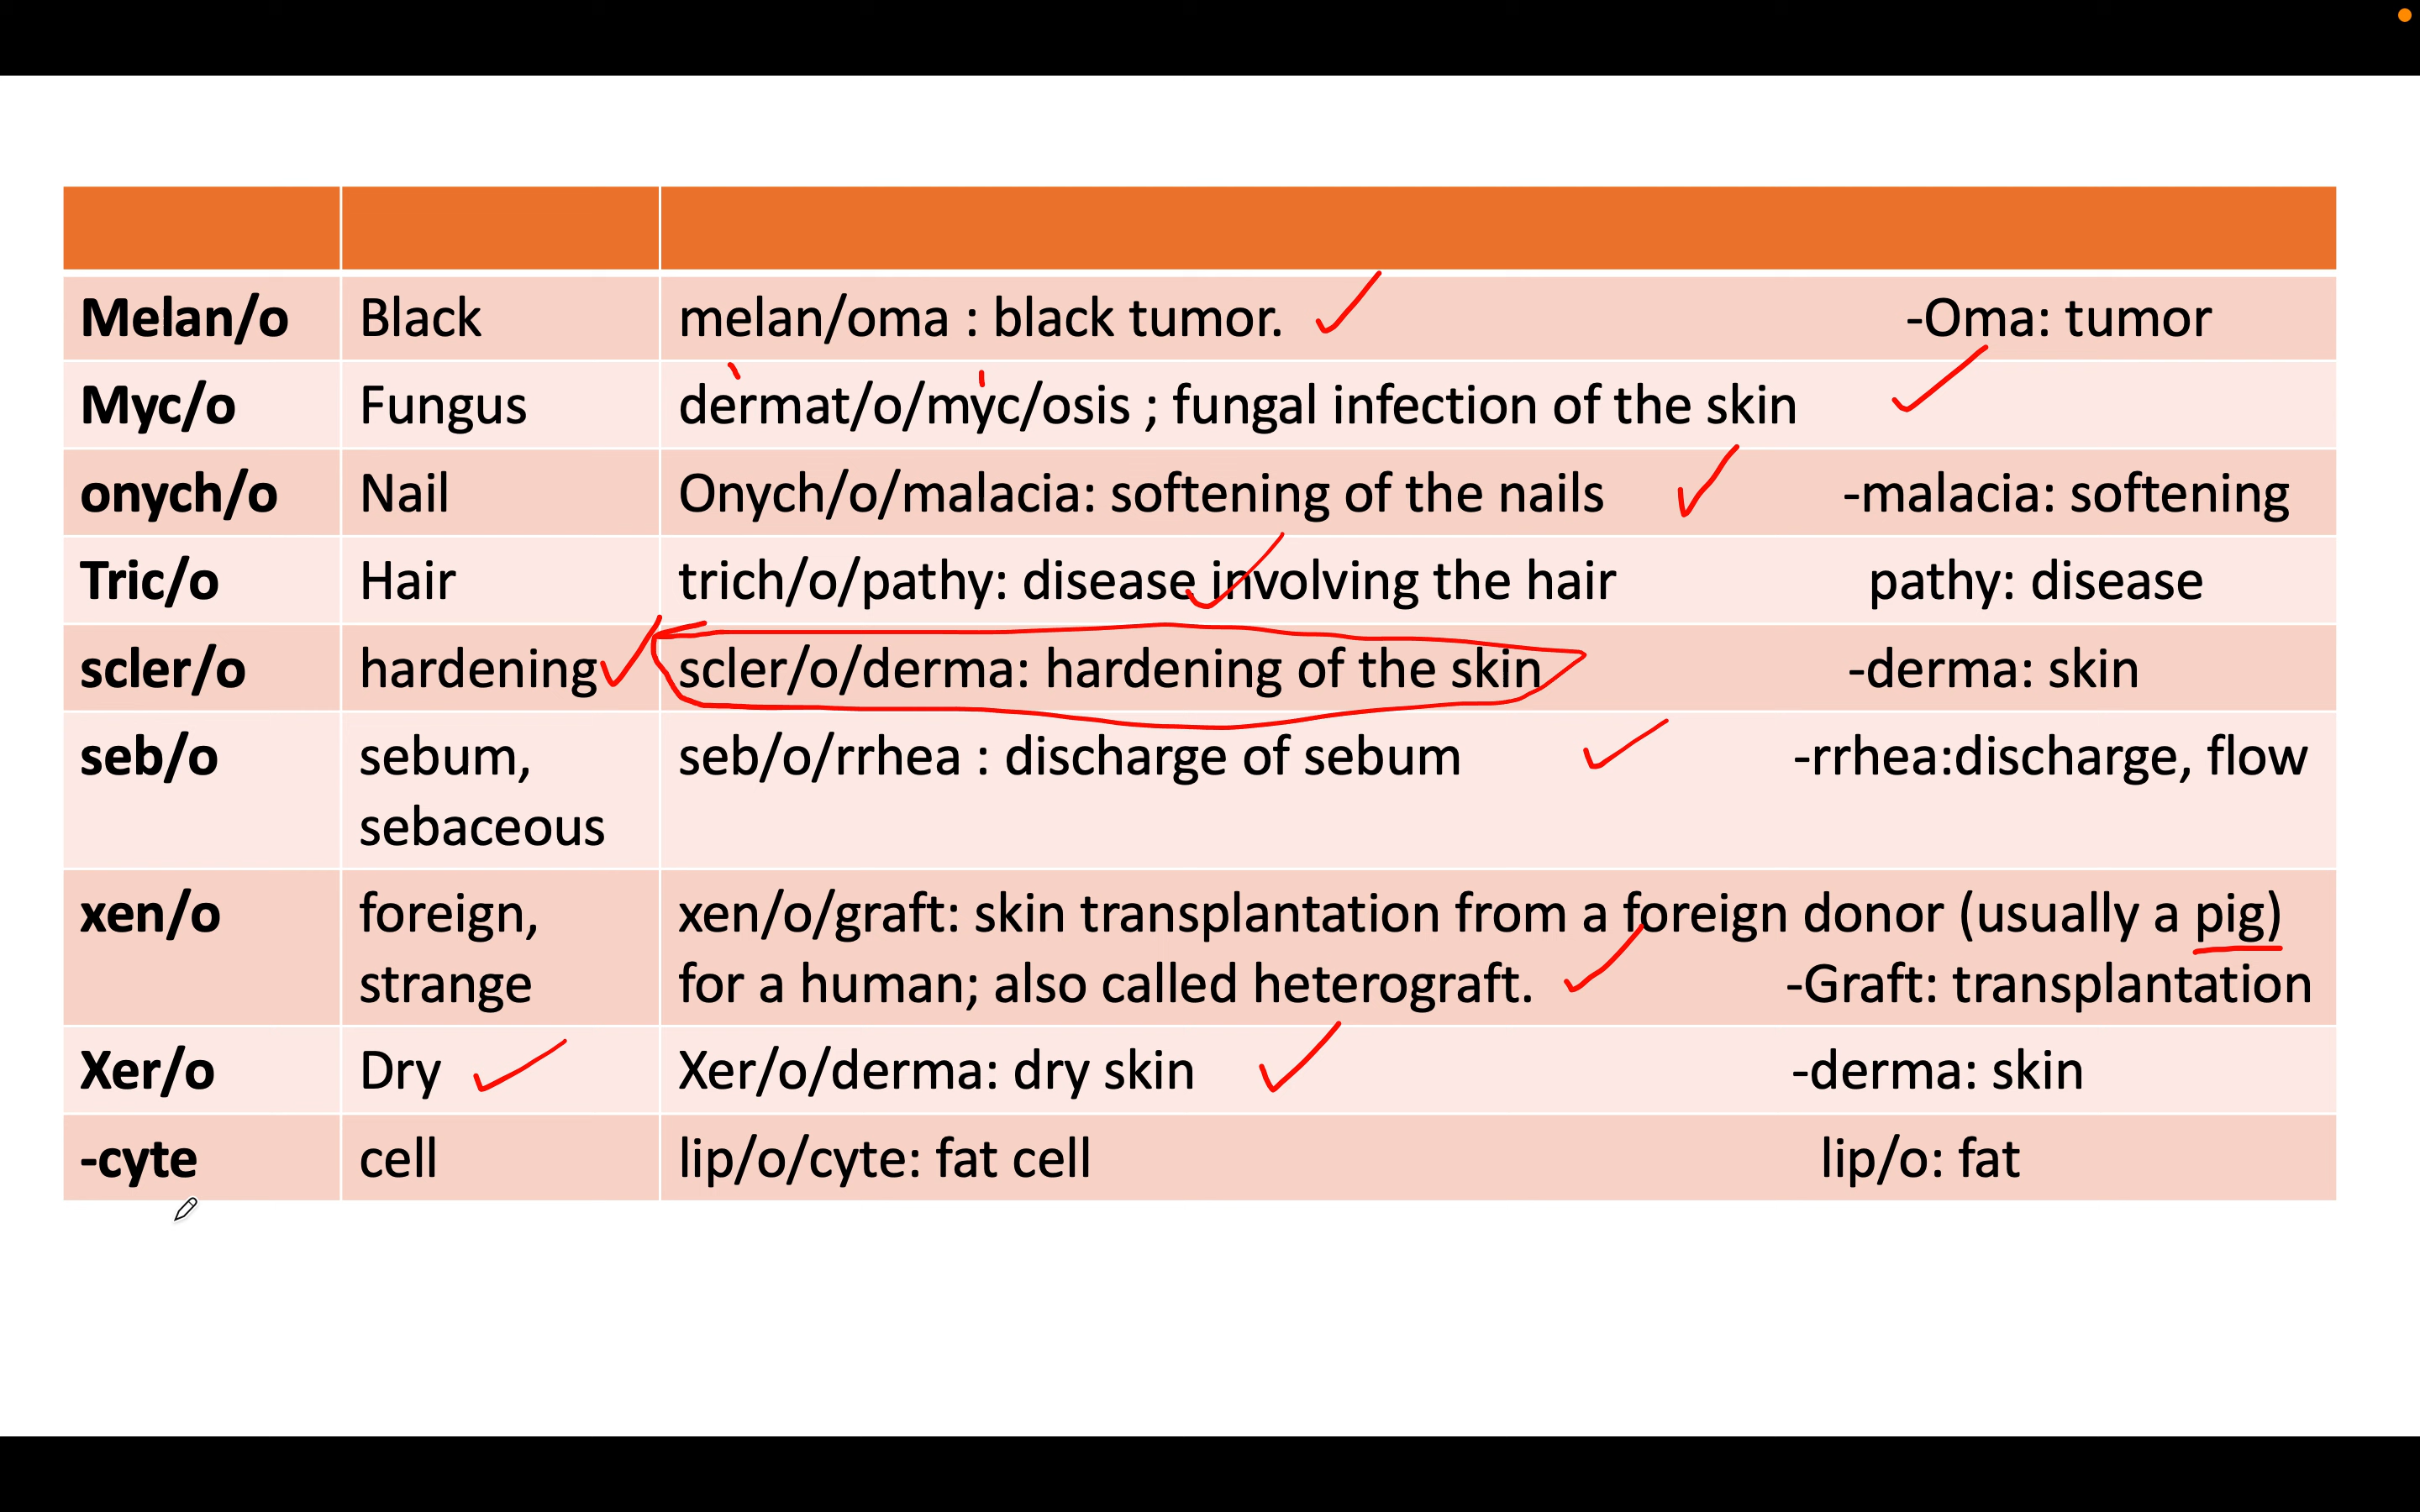 Melan/o Black melan/oma : black tumor. -Oma: tumor
Myc/o Fungus dermat/o/myc/osis ; fungal infection of the skin
onych/o Nail Onych/o/malacia: softening of the nails -malacia: softening
Tric/o Hair trich/o/pathy: disease involving the hair pathy: disease
scler/o hardening scler/o/derma: hardening of the skin -derma: skin
seb/o sebum, seb/o/rrhea : discharge of sebum -rrhea:discharge, flow
sebaceous
xen/o foreign, xen/o/graft: skin transplantation from a foreign donor (usually a pig)
strange for a human; also called heterograft. -Graft: transplantation
Xer/o Dry Xer/o/derma: dry skin -derma: skin
-cyte cell lip/o/cyte: fat cell lip/o: fat